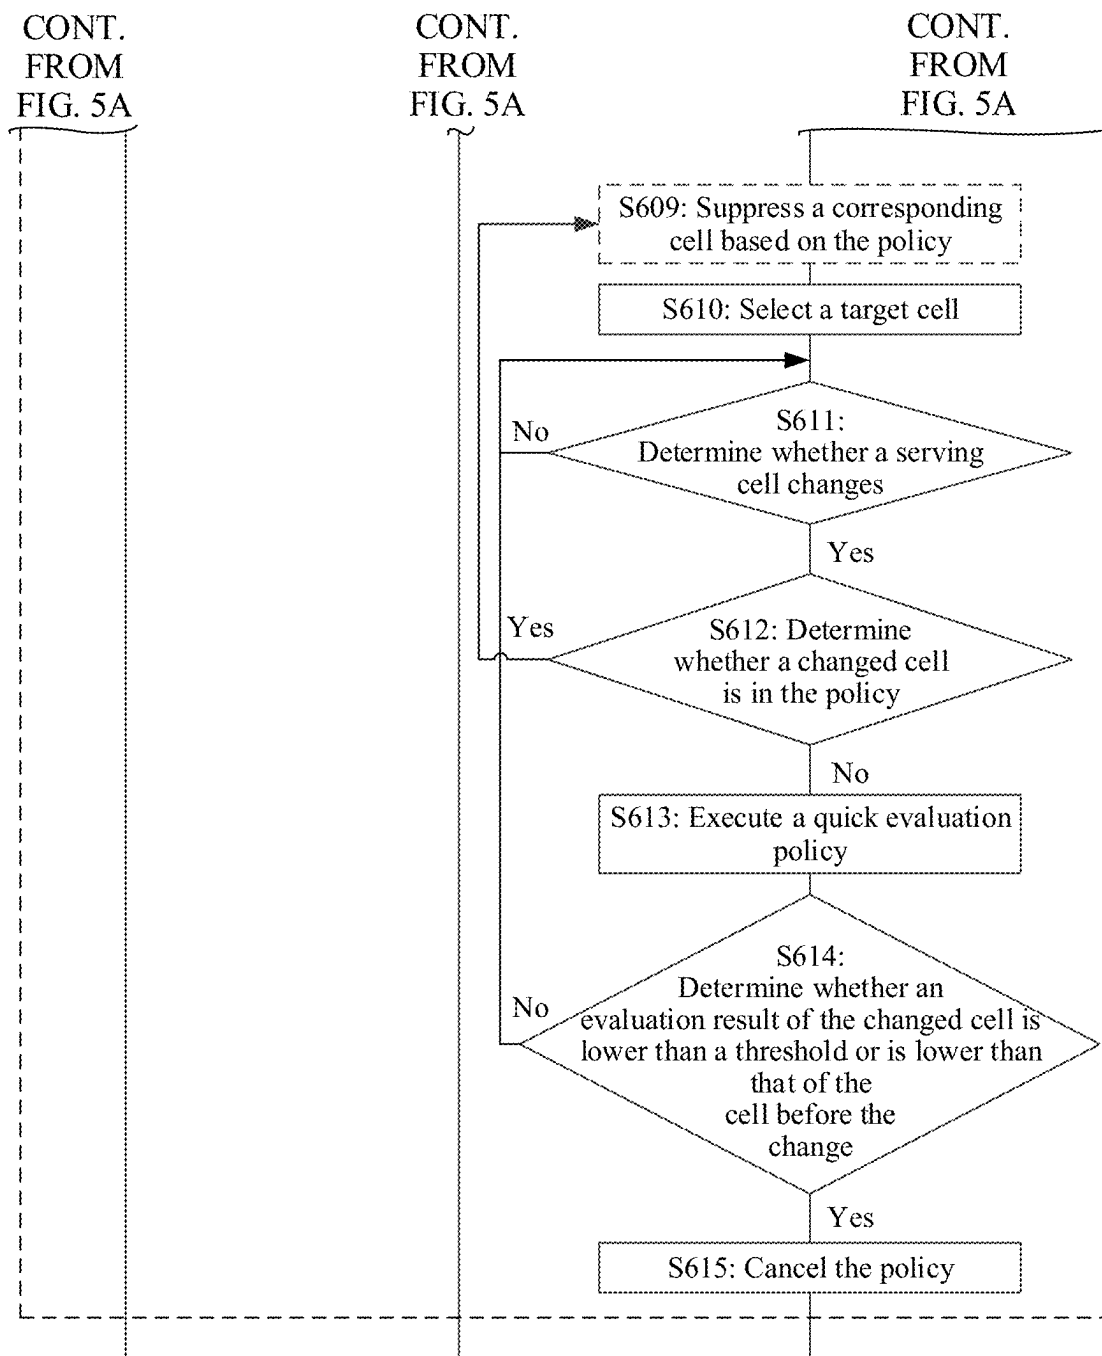 CONT.
FROM
FIG. 5A
CONT.
FROM
FIG. 5A
CONT.
FROM
FIG. 5A
S609: Suppress a corresponding
cell based on the policy
S610: Select a target cell
No
S611:
Determine whether a serving
cell changes
Yes
Yes
S612: Determine
whether a changed cell
is in the policy
No
S613: Execute a quick evaluation
policy
No
S614:
Determine whether an
evaluation result of the changed cell is
lower than a threshold or is lower than
that of the
cell before the
change
Yes
S615: Cancel the policy